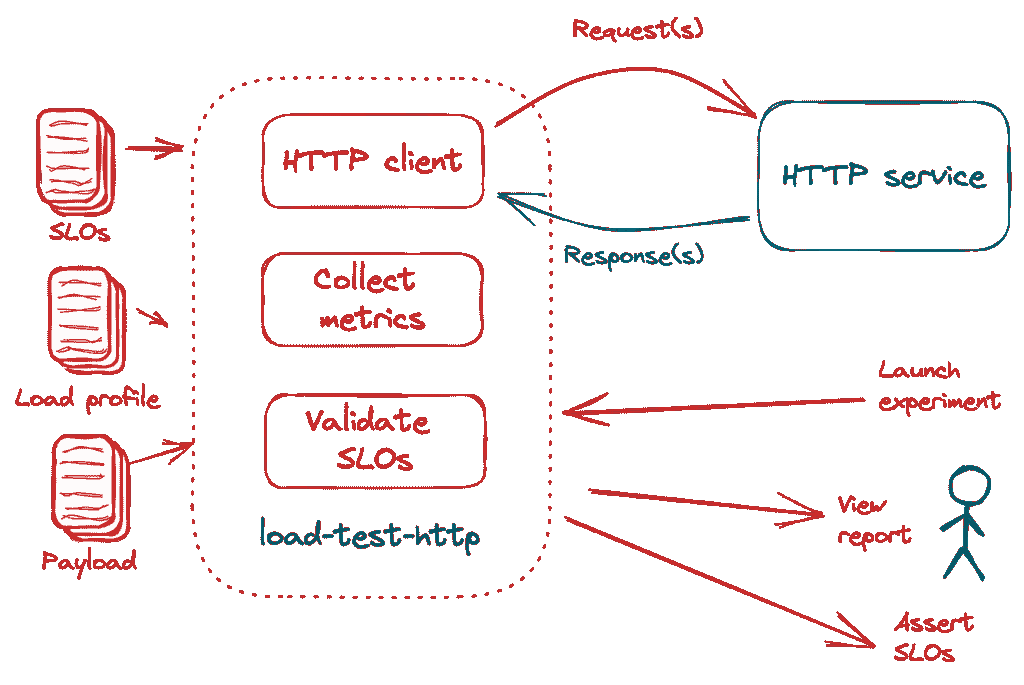 Request(s)
HTTP client
HTTP service
SLOs
Response(s)
Collect
metrics
Load profile
Launch
experiment
Validate
SLOs
View
report
load-test-http
Payload
Assert
SLOs